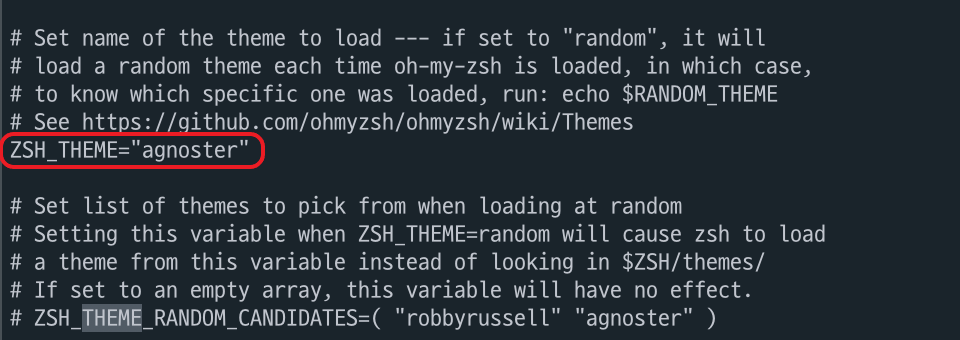 # Set name of the theme to load --- if set to "random", it will
# load a random theme each time oh-my-zsh is loaded, in which case,
# to know which specific one was loaded, run: echo $RANDOM_THEME
# See https://github.com/ohmyzsh/ohmyzsh/wiki/Themes
ZSH_THEME="agnoster"
# Set list of themes to pick from when loading at random
# Setting this variable when ZSH_THEME=random will cause zsh to load
# a theme from this variable instead of looking in $ZSH/themes/
# If set to an empty array, this variable will have no effect.
# ZSH_THEME_RANDOM_CANDIDATES=( "robbyrussell" "agnoster" )